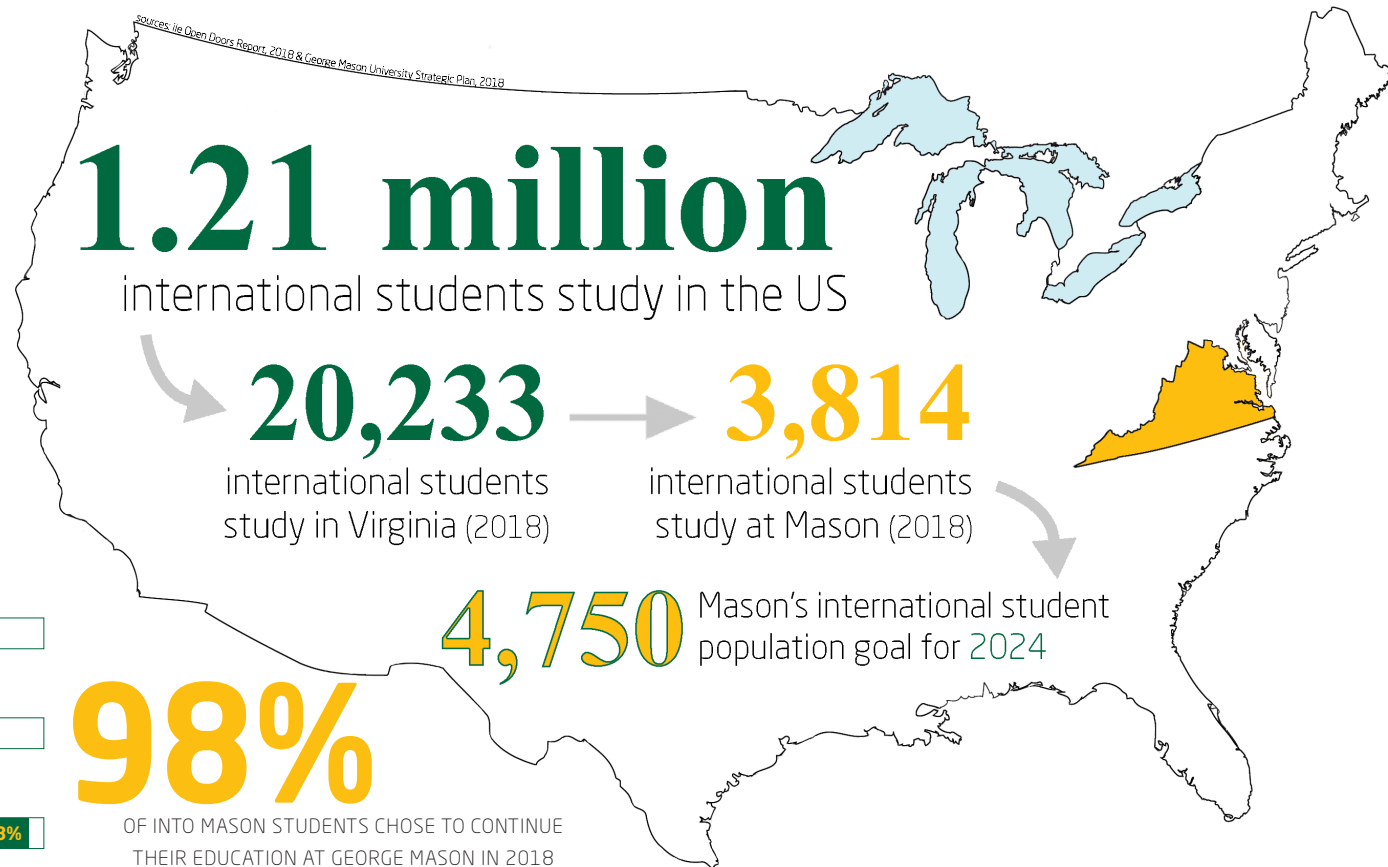 sources: iie Open Doors Report, 2018 & George Mason University Strategic Plan, 2018
1.21 million
international students study in the US
20,233
international students
study in Virginia (2018)
3,814
international students
study at Mason (2018)
4,750
Mason's international student
population goal for 2024
98%
OF INTO MASON STUDENTS CHOSE TO CONTINUE
THEIR EDUCATION AT GEORGE MASON IN 2018